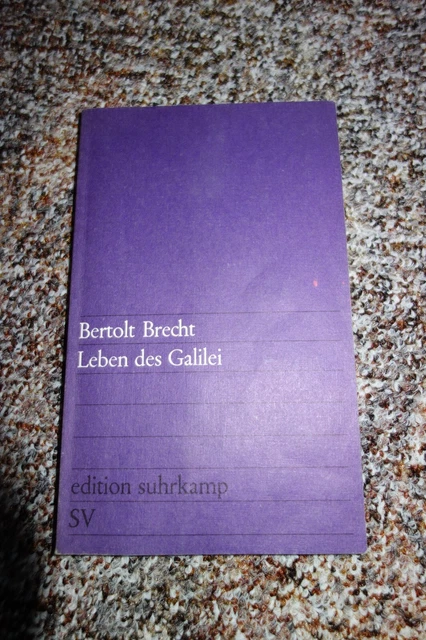 Bertolt Brecht
Leben des Galilei
edition suhrkamp
SV